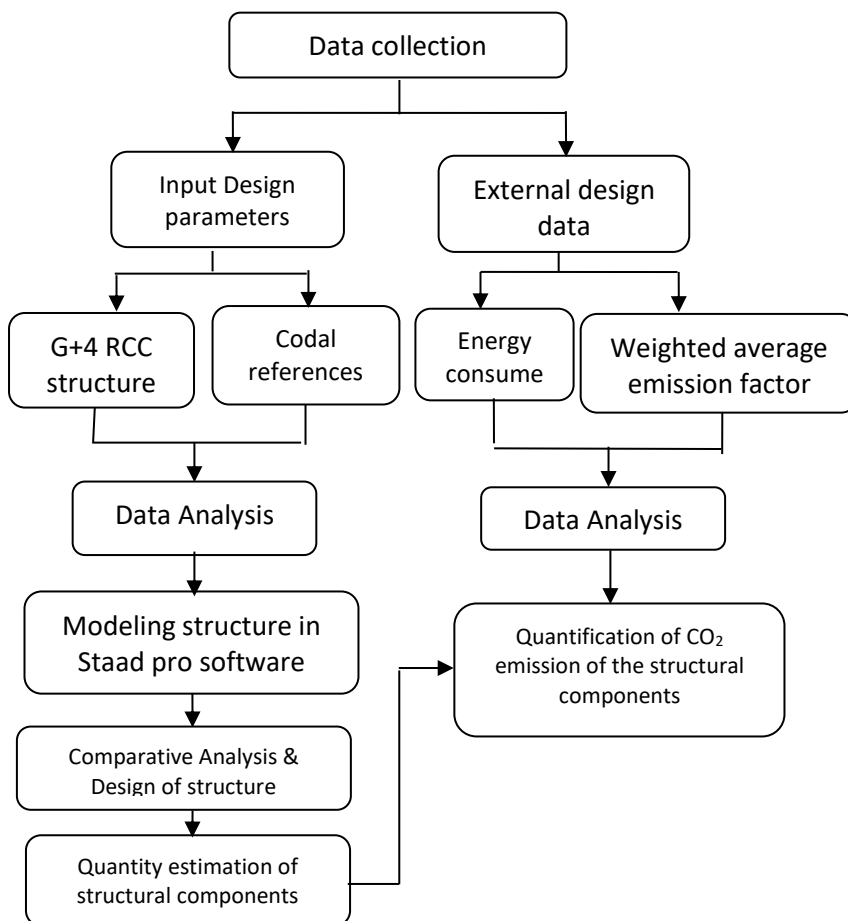 Data collection
Input Design
parameters
External design
data
G+4 RCC
structure
Codal
references
Energy
consume
Weighted average
emission factor
Data Analysis
Data Analysis
Modeling structure in
Staad pro software
Quantification of CO₂
emission of the structural
components
Comparative Analysis &
Design of structure
Quantity estimation of
structural components